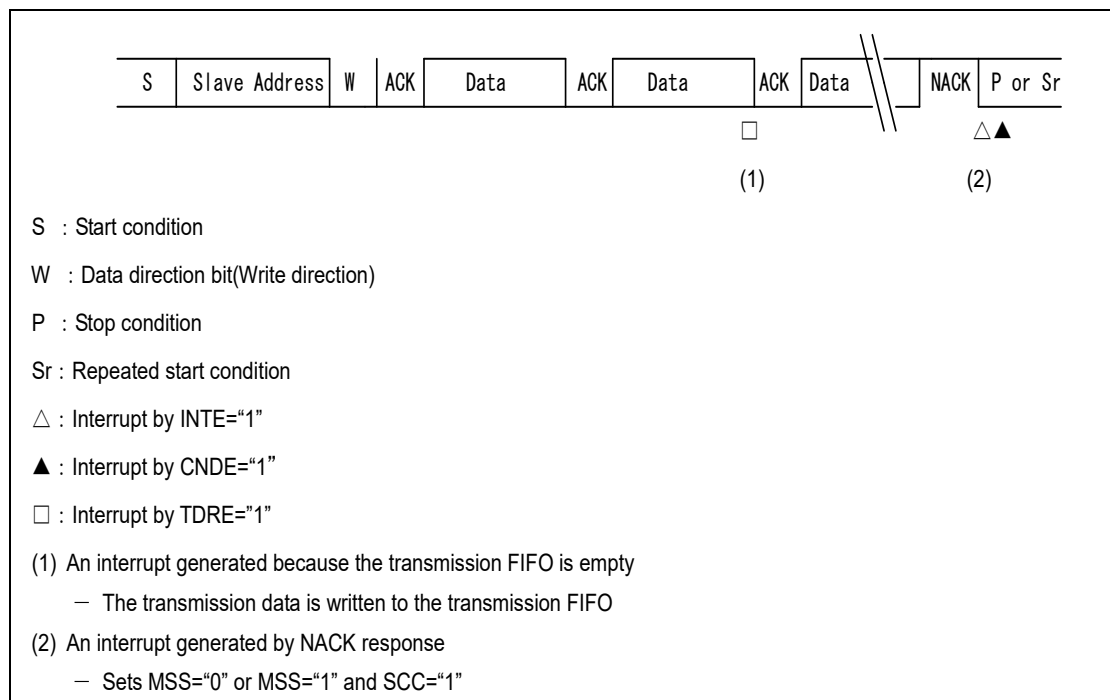 S Slave Address W ACK Data ACK Data ACK Data NACK P or Sr
□ △▲
(1) (2)
S : Start condition
W : Data direction bit(Write direction)
P : Stop condition
Sr : Repeated start condition
△ : Interrupt by INTE=“1”
▲ : Interrupt by CNDE=“1”
□ : Interrupt by TDRE=”1”
(1) An interrupt generated because the transmission FIFO is empty
— The transmission data is written to the transmission FIFO
(2) An interrupt generated by NACK response
— Sets MSS=“0” or MSS=“1” and SCC=“1”